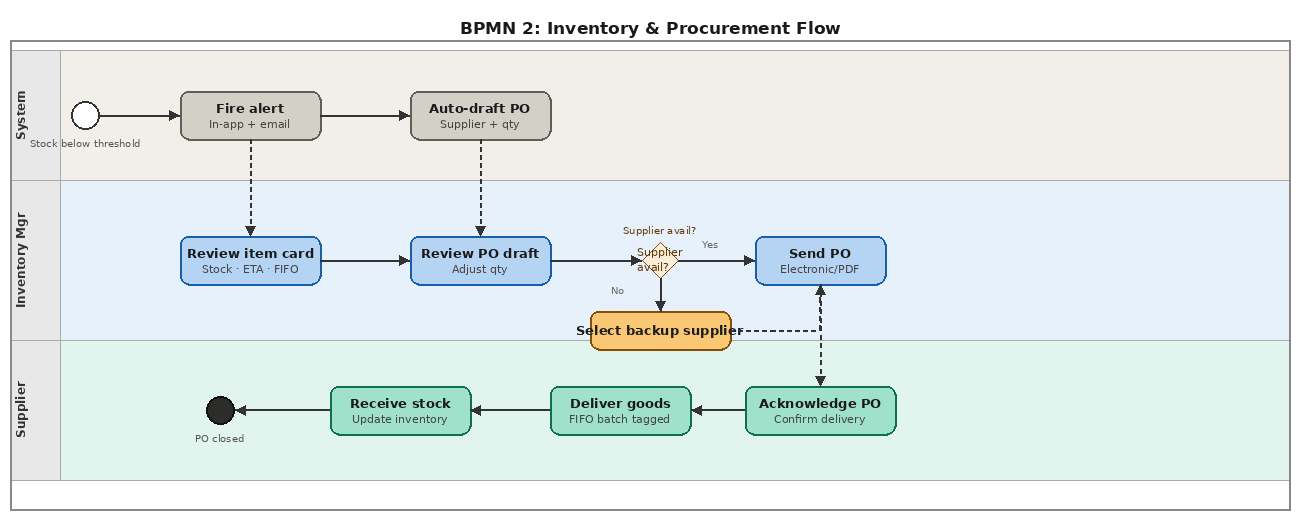 BPMN 2: Inventory & Procurement Flow
System
Stock below threshold
Fire alert
In-app + email
Auto-draft PO
Supplier + qty
Inventory Mgr
Review item card
Stock · ETA · FIFO
Review PO draft
Adjust qty
Supplier avail?
Supplier
avail?
Yes
No
Send PO
Electronic/PDF
Select backup supplier
Supplier
PO closed
Receive stock
Update inventory
Deliver goods
FIFO batch tagged
Acknowledge PO
Confirm delivery